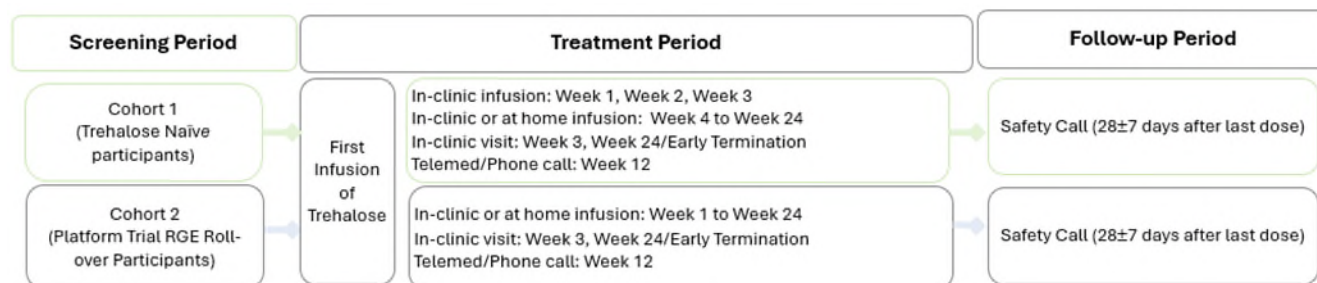 Screening Period
Treatment Period
Follow-up Period
Cohort 1
(Trehalose Naïve
participants)
Cohort 2
(Platform Trial RGE Roll-
over Participants)
First
Infusion
of
Trehalose
In-clinic infusion: Week 1, Week 2, Week 3
In-clinic or at home infusion: Week 4 to Week 24
In-clinic visit: Week 3, Week 24/Early Termination
Telemed/Phone call: Week 12
In-clinic or at home infusion: Week 1 to Week 24
In-clinic visit: Week 3, Week 24/Early Termination
Telemed/Phone call: Week 12
Safety Call (28±7 days after last dose)
Safety Call (28±7 days after last dose)